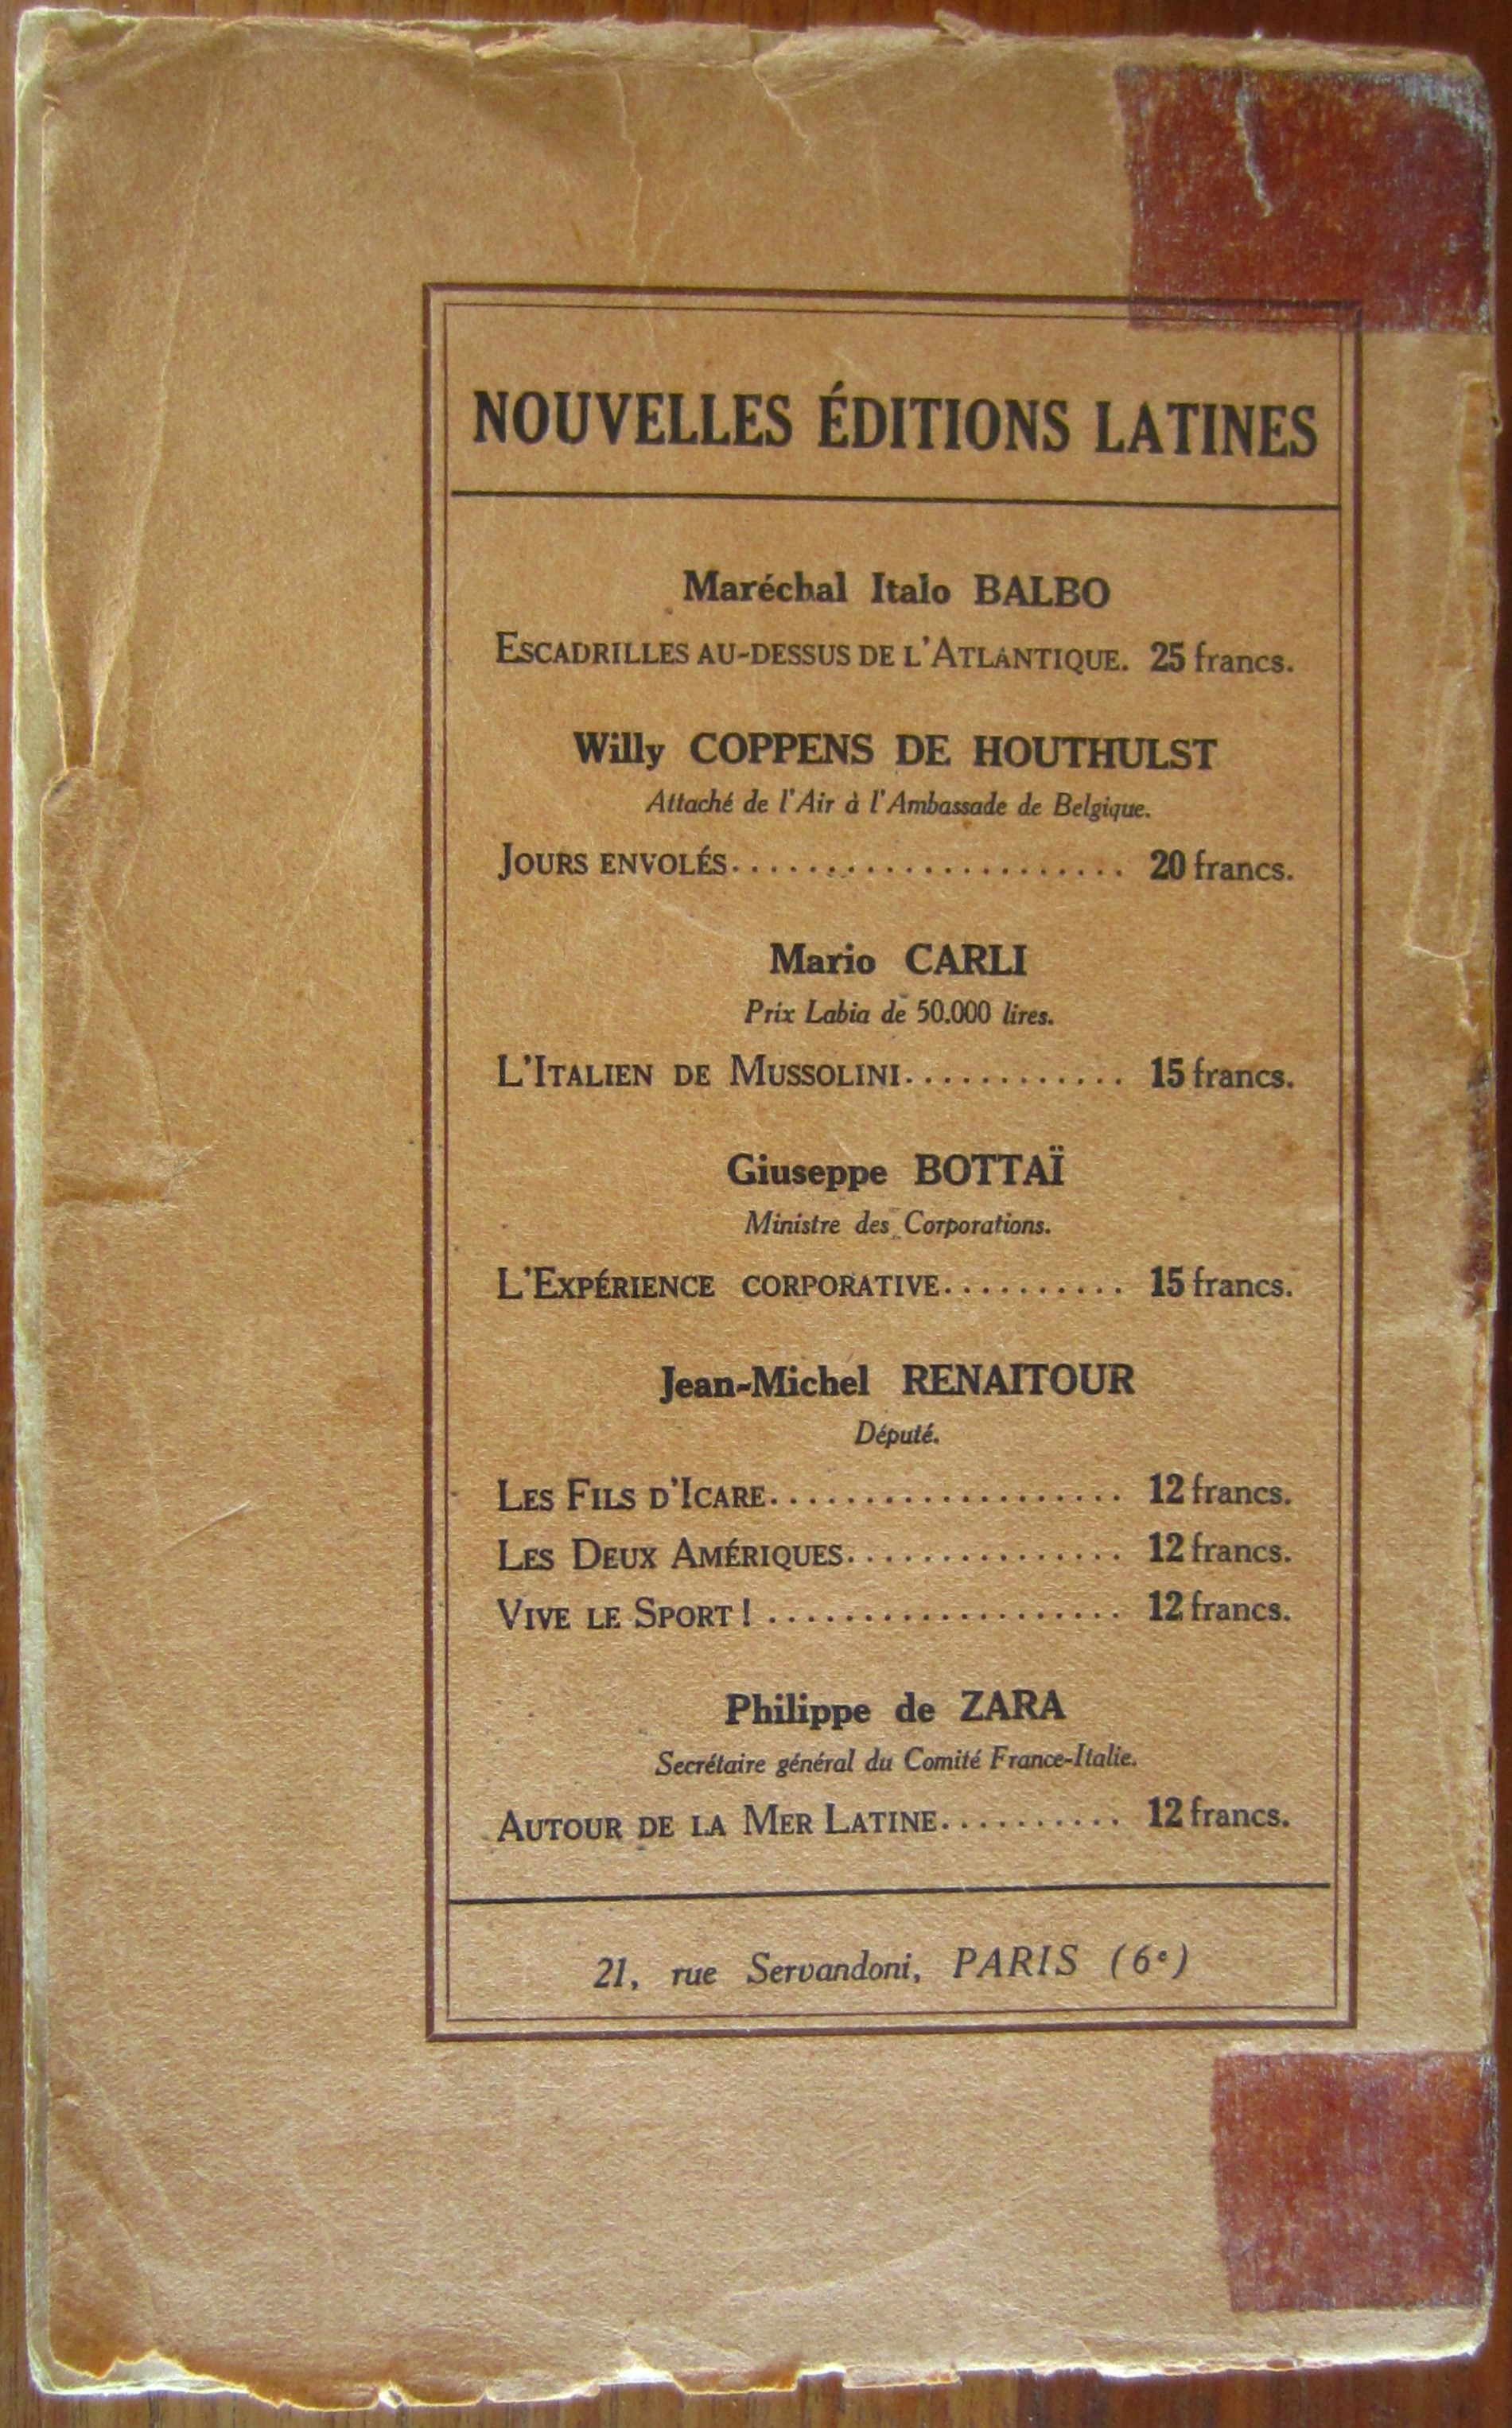 NOUVELLES ÉDITIONS LATINES
Maréchal Italo BALBO
ESCADRILLES AU-DESSUS DE L'ATLANTIQUE. 25 francs.
Willy COPPENS DE HOUTHULST
Attaché de l'Air à l'Ambassade de Belgique.
JOURS ENVOLÉS..................... 20 francs.
Mario CARLI
Prix Labia de 50.000 lires.
L'ITALIEN DE MUSSOLINI............ 15 francs.
Giuseppe BOTTAÏ
Ministre des Corporations.
L'EXPÉRIENCE CORPORATIVE.......... 15 francs.
Jean-Michel RENAITOUR
Député.
LES FILS D'ICARE................... 12 francs.
LES DEUX AMÉRIQUES............... 12 francs.
VIVE LE SPORT ! ................... 12 francs.
Philippe de ZARA
Secrétaire général du Comité France-Italie.
AUTOUR DE LA MER LATINE.......... 12 francs.
21, rue Servandoni, PARIS (6e)